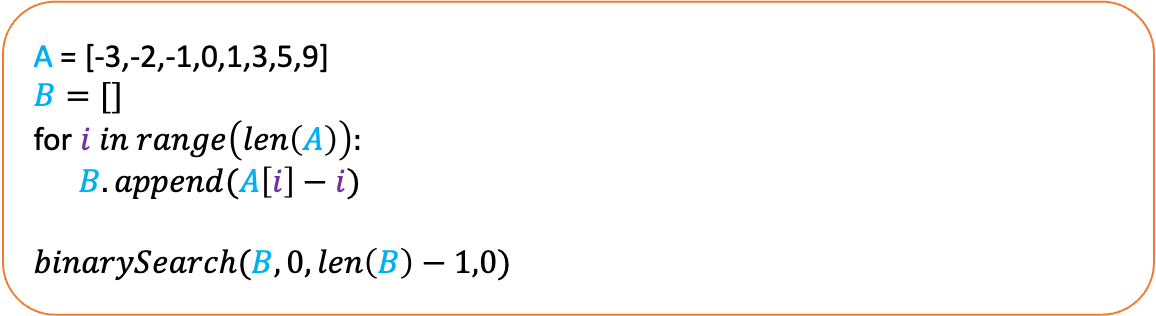 A = [-3,-2,-1,0,1,3,5,9]
B = []
for i in range(len(A)):
B.append(A[i] − i)
binarySearch(B, 0, len(B) − 1,0)